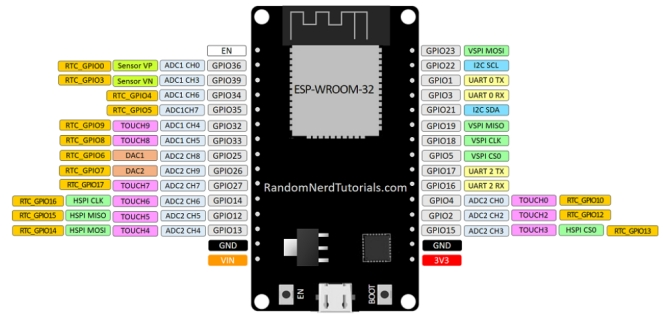 EN GPIO23 VSPI MOSI
RTC_GPIO0 Sensor VP ADC1 CH0 GPIO36 GPIO22 I2C SCL
RTC_GPIO3 Sensor VN ADC1 CH3 GPIO39 GPIO1 UART 0 TX
RTC_GPIO4 ADC1 CH6 GPIO34 ESP-WROOM-32 GPIO3 UART 0 RX
RTC_GPIO5 ADC1CH7 GPIO35 GPIO21 I2C SDA
RTC_GPIO9 TOUCH9 ADC1 CH4 GPIO32 GPIO19 VSPI MISO
RTC_GPIO8 TOUCH8 ADC1 CH5 GPIO33 GPIO18 VSPI CLK
RTC_GPIO6 DAC1 ADC2 CH8 GPIO25 GPIO5 VSPI CS0
RTC_GPIO7 DAC2 ADC2 CH9 GPIO26 GPIO17 UART 2 TX
RTC_GPIO17 TOUCH7 ADC2 CH7 GPIO27 RandomNerdTutorials.com GPIO16 UART 2 RX
RTC_GPIO16 HSPI CLK TOUCH6 ADC2 CH6 GPIO14 GPIO4 ADC2 CH0 TOUCH0 RTC_GPIO10
RTC_GPIO15 HSPI MISO TOUCH5 ADC2 CH5 GPIO12 GPIO2 ADC2 CH2 TOUCH2 RTC_GPIO12
RTC_GPIO14 HSPI MOSI TOUCH4 ADC2 CH4 GPIO13 GPIO15 ADC2 CH3 TOUCH3 HSPI CS0 RTC_GPIO13
GND GND
VIN 3V3
EN BOOT